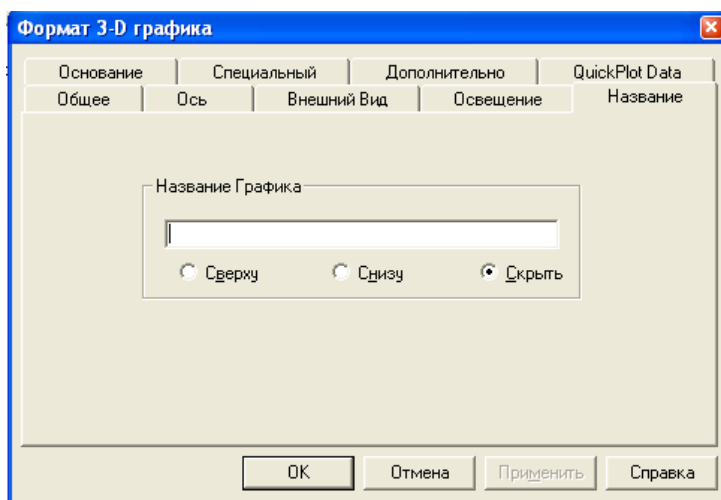 Формат 3-D графика
Основание Специальный Дополнительно QuickPlot Data
Общее Ось Внешний Вид Освещение Название
Название Графика
Сверху Снизу Скрыть
OK Отмена Применить Справка